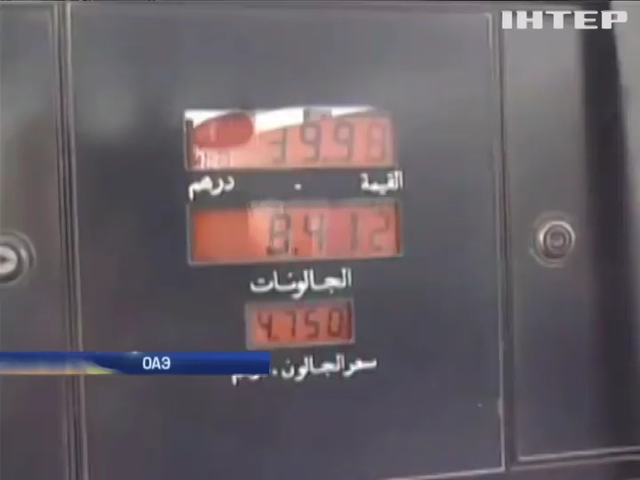 ІНТЕР
39.98
القيمة - درهم
8.412
الجالونات
4.750
ОАЭ
سعر الجالون -